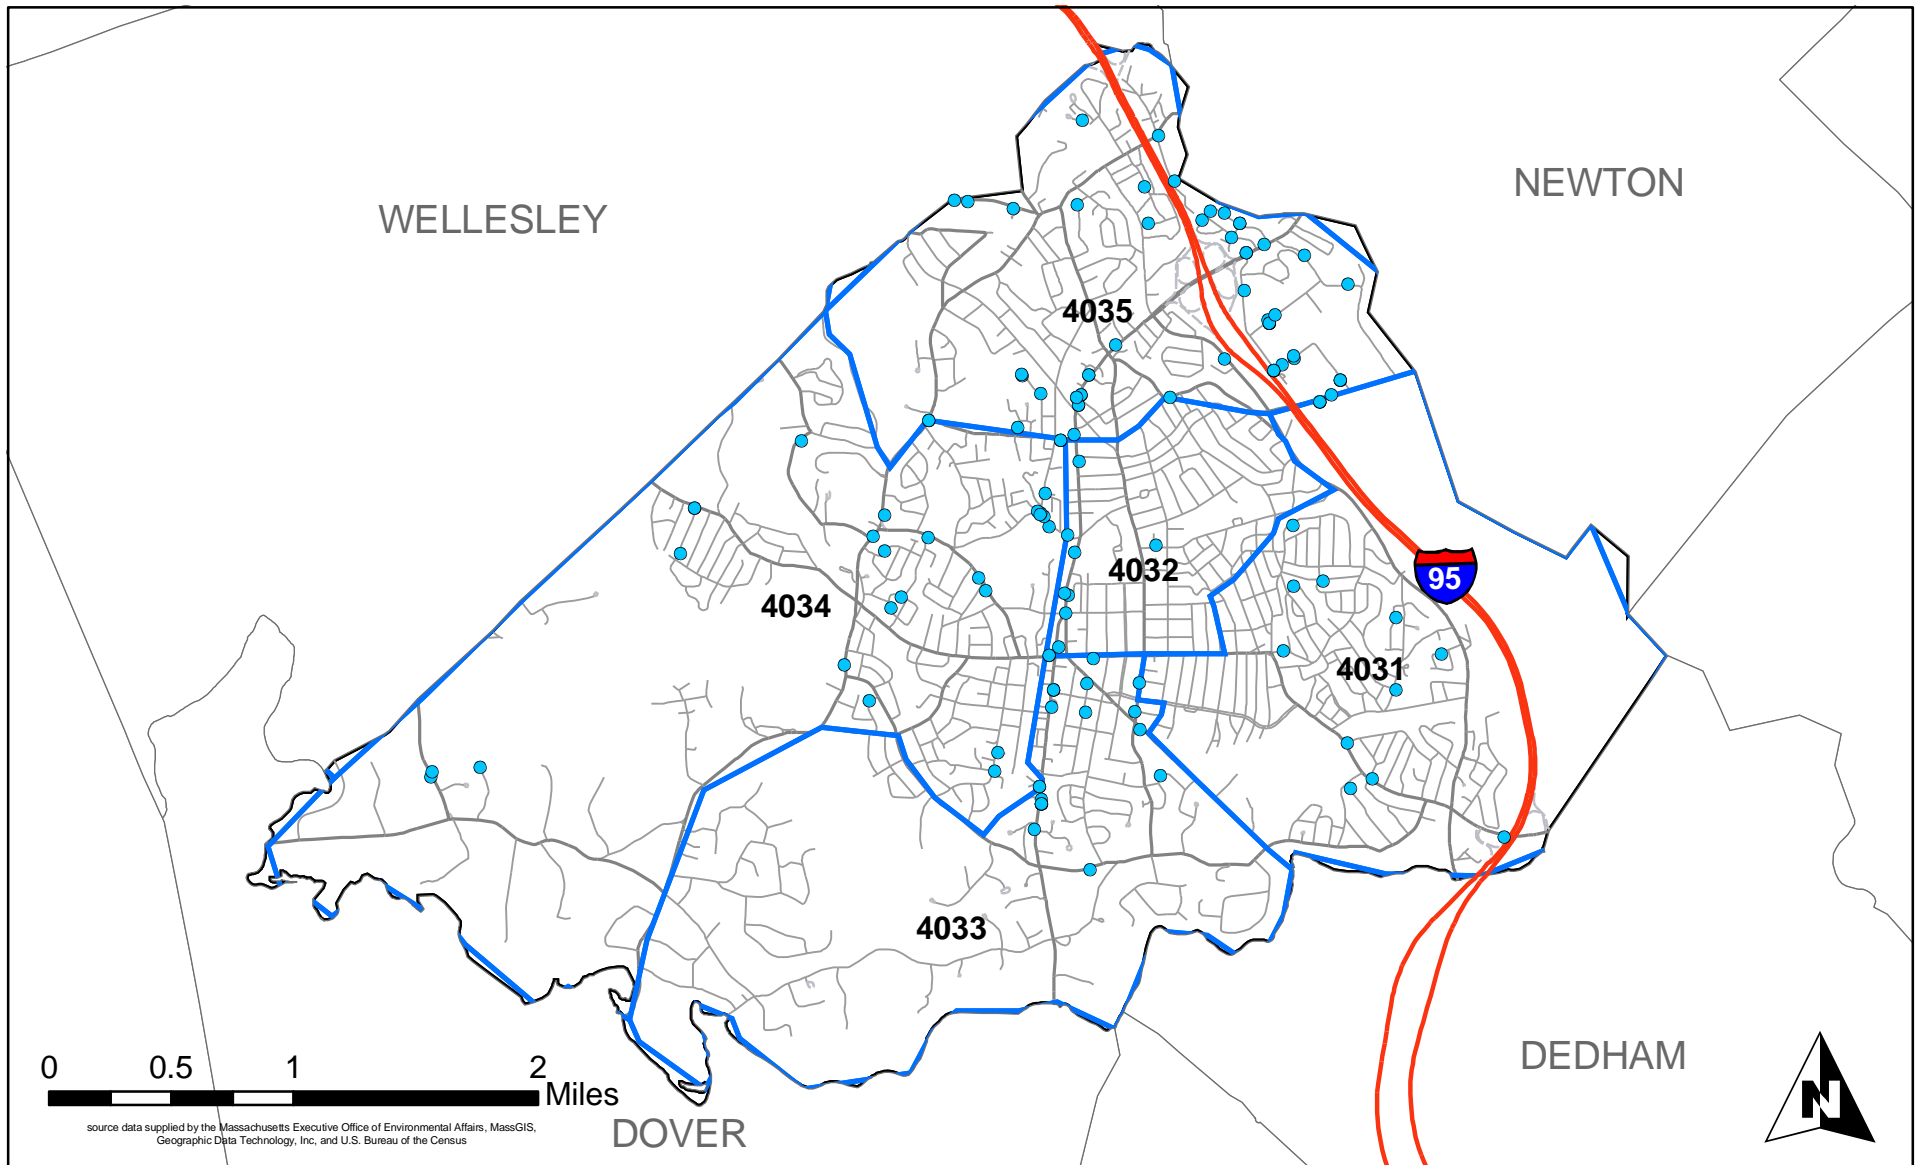 NEWTON
WELLESLEY
4035
4032
95
4034
4031
4033
DEDHAM
0 0.5 1 2
Miles
source data supplied by the Massachusetts Executive Office of Environmental Affairs, MassGIS,
Geographic Data Technology, Inc, and U.S. Bureau of the Census
DOVER
N